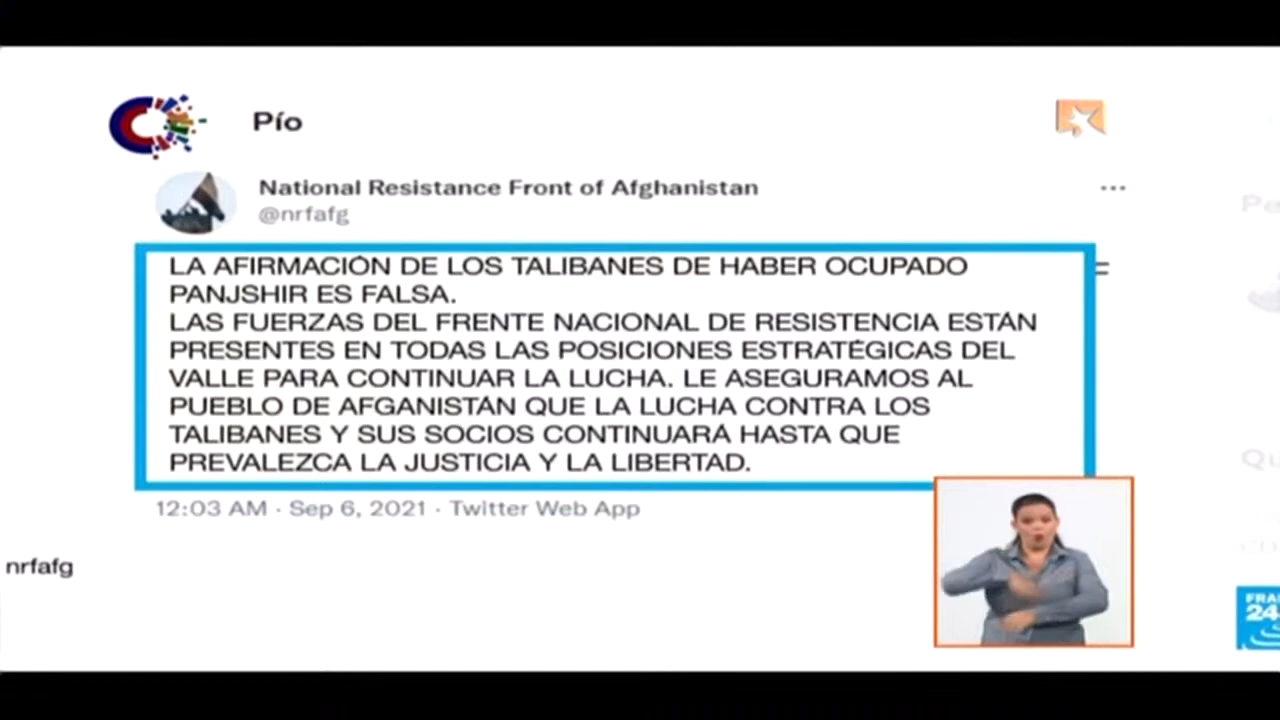 Pío
National Resistance Front of Afghanistan
@nrfafg
LA AFIRMACIÓN DE LOS TALIBANES DE HABER OCUPADO
PANJSHIR ES FALSA.
LAS FUERZAS DEL FRENTE NACIONAL DE RESISTENCIA ESTÁN
PRESENTES EN TODAS LAS POSICIONES ESTRATÉGICAS DEL
VALLE PARA CONTINUAR LA LUCHA. LE ASEGURAMOS AL
PUEBLO DE AFGANISTÁN QUE LA LUCHA CONTRA LOS
TALIBANES Y SUS SOCIOS CONTINUARÁ HASTA QUE
PREVALEZCA LA JUSTICIA Y LA LIBERTAD.
12:03 AM · Sep 6, 2021 · Twitter Web App
nrfafg
24